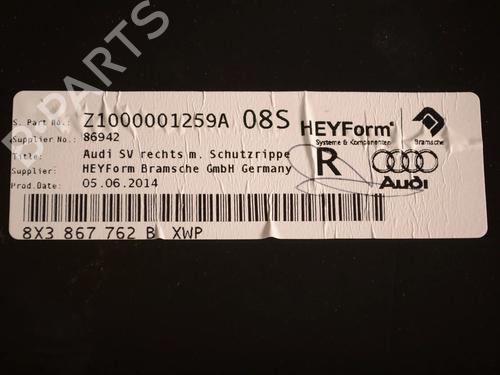 S. Part No.: Z1000001259A 08S
Supplier No.: 86942
Title: Audi SV rechts m. Schutzrippe
Supplier: HEYForm Bramsche GmbH Germany
Prod.Date: 05.06.2014
8X3 867 762 B XWP
HEYForm
Systeme & Komponenten
Bramsche
R
Audi
PARTS